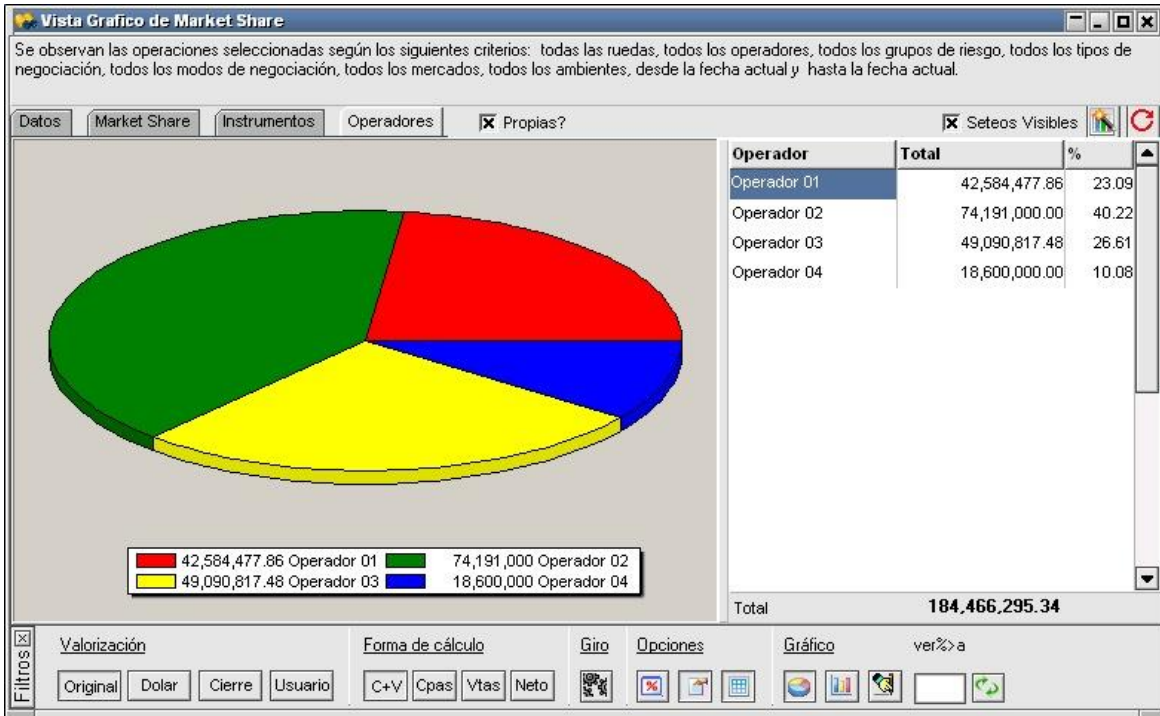 Vista Grafico de Market Share
Se observan las operaciones seleccionadas según los siguientes criterios: todas las ruedas, todos los operadores, todos los grupos de riesgo, todos los tipos de
negociación, todos los modos de negociación, todos los mercados, todos los ambientes, desde la fecha actual y hasta la fecha actual.
Datos Market Share Instrumentos Operadores Propias? Seteos Visibles
Operador Total %
Operador 01 42,584,477.86 23.09
Operador 02 74,191,000.00 40.22
Operador 03 49,090,817.48 26.61
Operador 04 18,600,000.00 10.08
42,584,477.86 Operador 01 74,191,000 Operador 02
49,090,817.48 Operador 03 18,600,000 Operador 04
Total 184,466,295.34
Filtros
Valorización Forma de cálculo Giro Opciones Gráfico ver%>a
Original Dolar Cierre Usuario C+V Cpas Vtas Neto